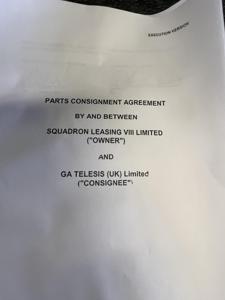 EXECUTION VERSION
PARTS CONSIGNMENT AGREEMENT
BY AND BETWEEN
SQUADRON LEASING VIII LIMITED
("OWNER")
AND
GA TELESIS (UK) Limited
("CONSIGNEE")